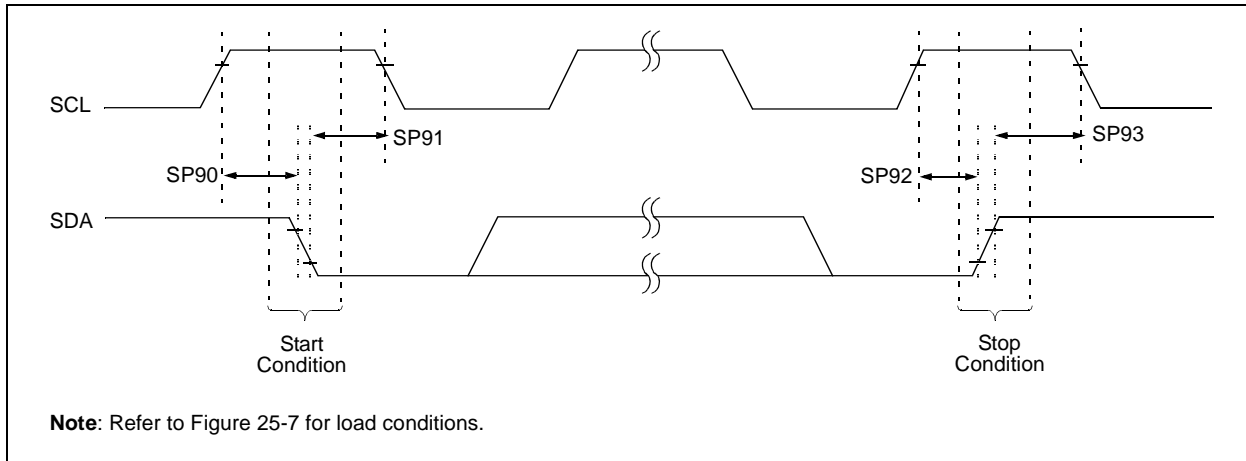 SCL
SP91
SP93
SP90
SP92
SDA
Start
Condition
Stop
Condition
Note: Refer to Figure 25-7 for load conditions.